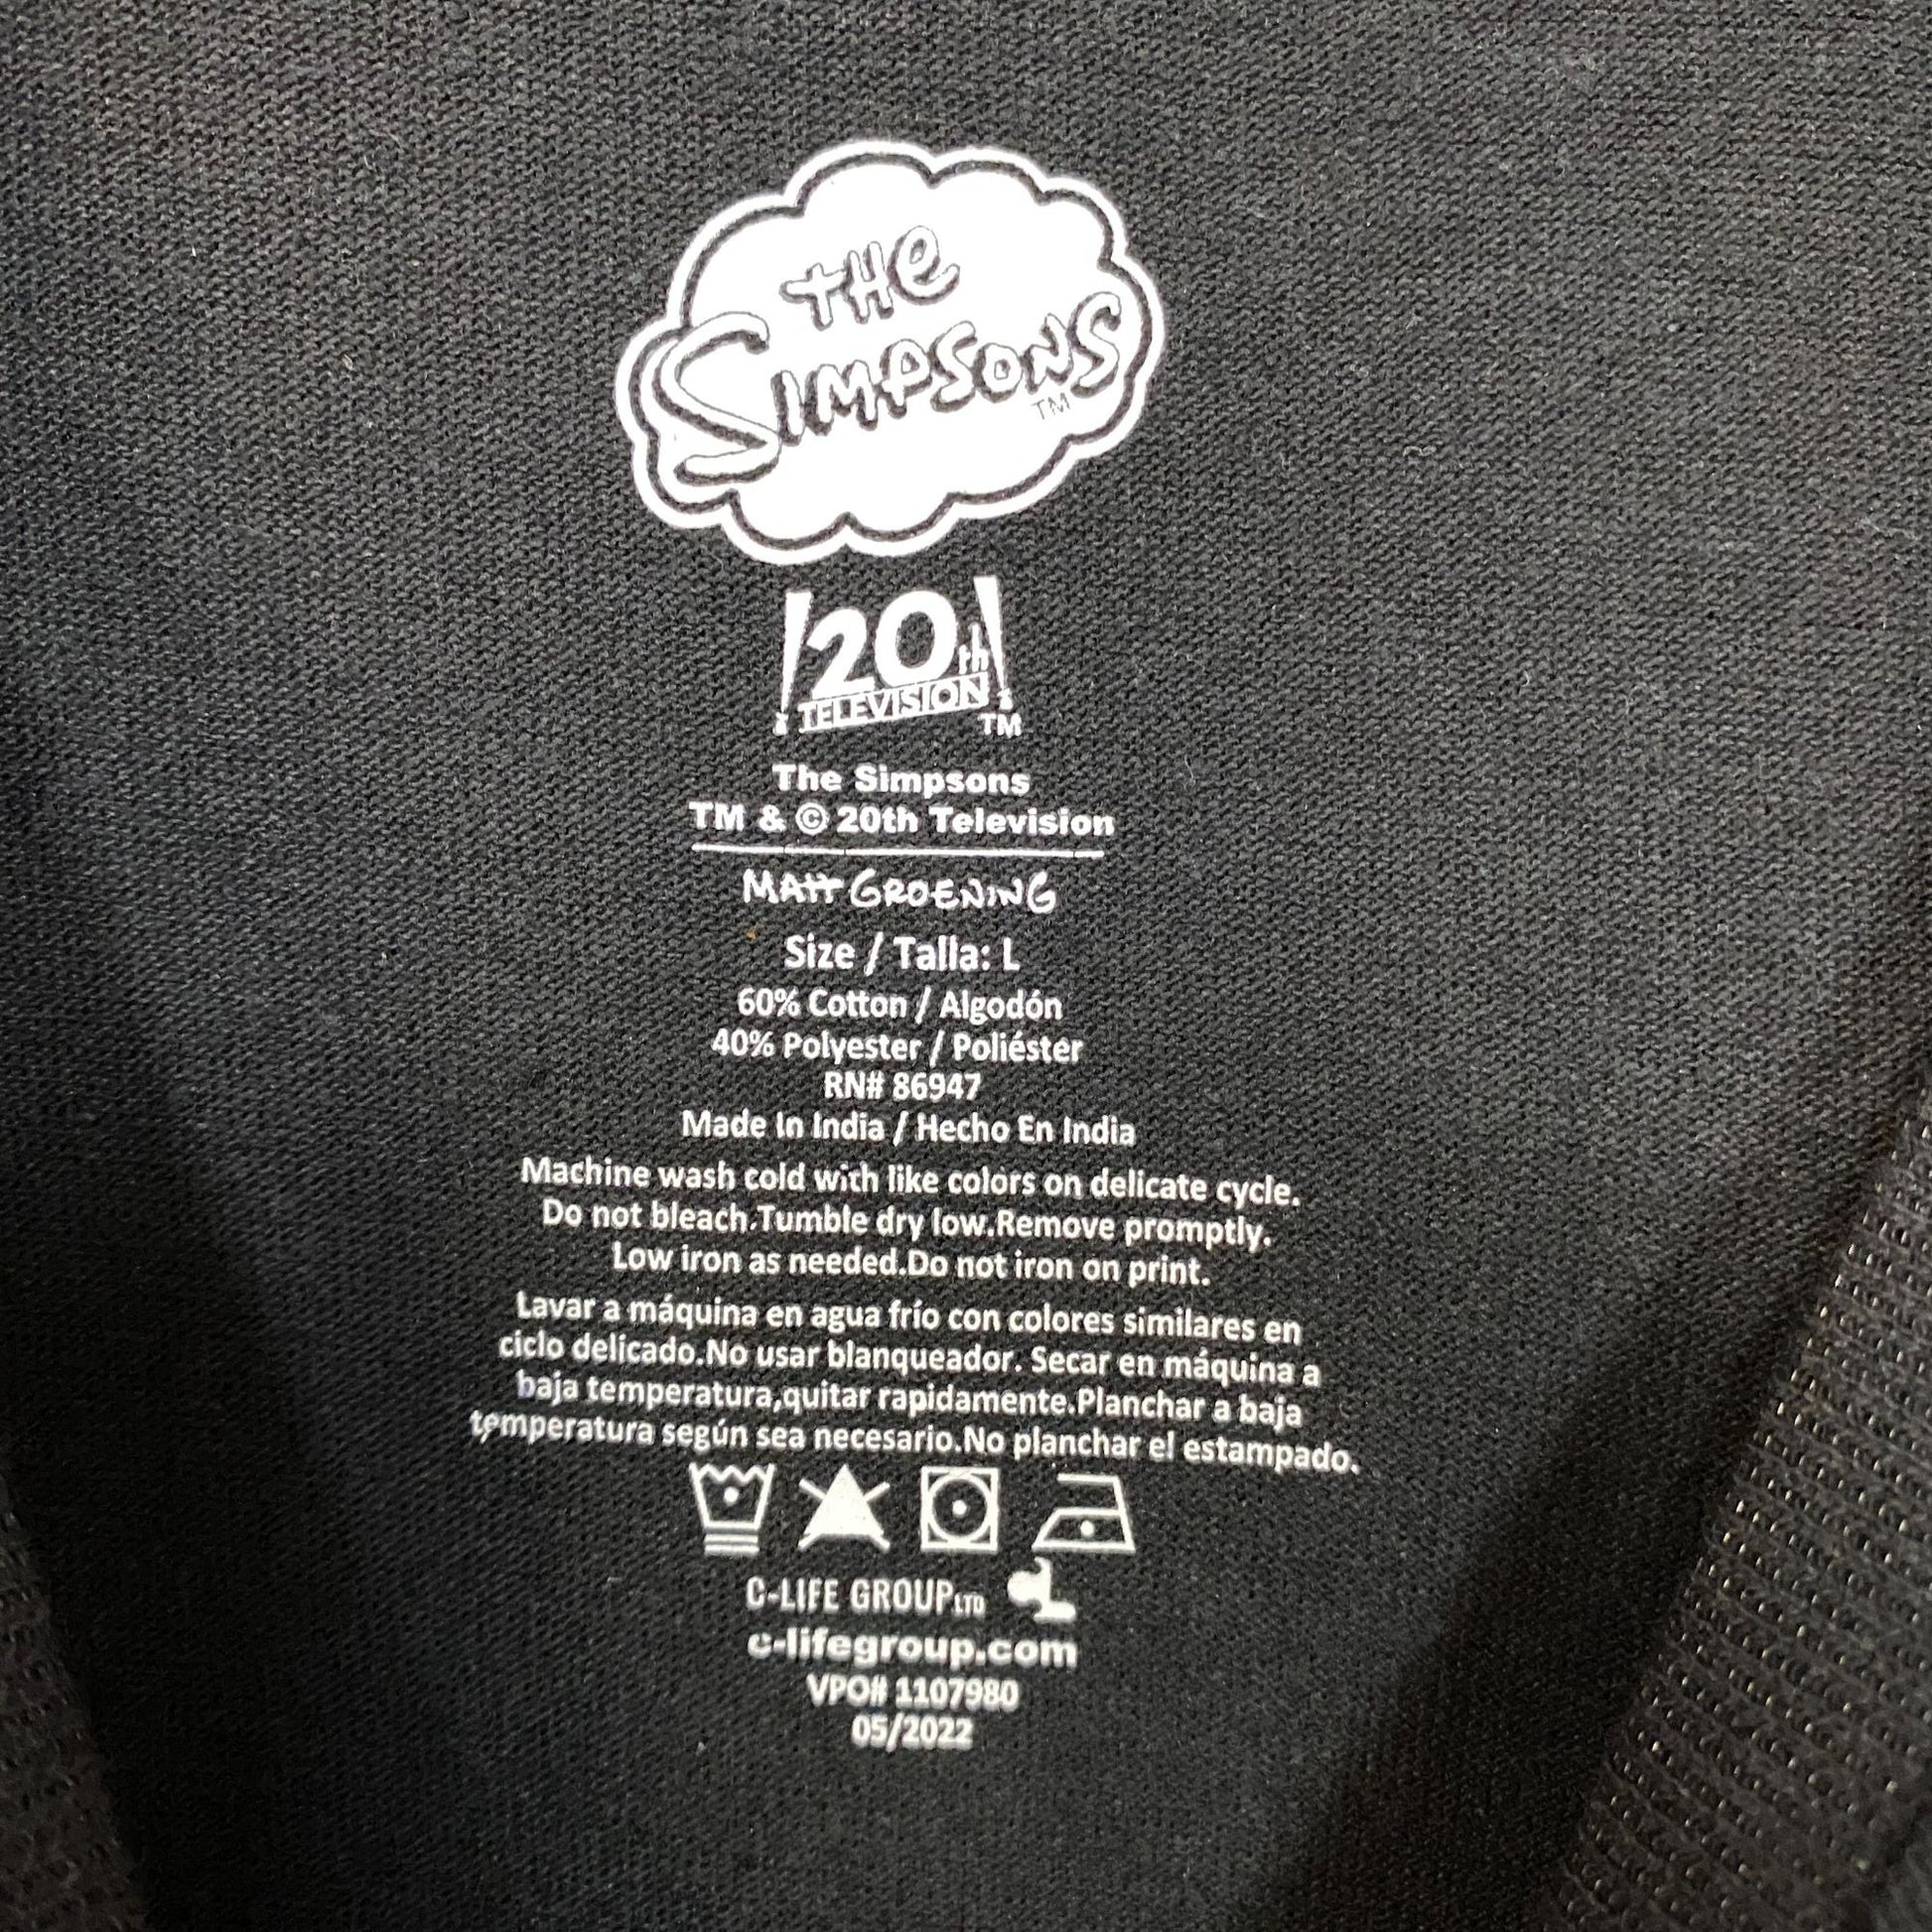 THE
SIMPSONS
TM
20th
TELEVISION
TM
The Simpsons
TM & © 20th Television
MATT GROENING
Size / Talla: L
60% Cotton / Algodón
40% Polyester / Poliéster
RN# 86947
Made In India / Hecho En India
Machine wash cold with like colors on delicate cycle.
Do not bleach.Tumble dry low.Remove promptly.
Low iron as needed.Do not iron on print.
Lavar a máquina en agua frío con colores similares en
ciclo delicado.No usar blanqueador. Secar en máquina a
baja temperatura,quitar rapidamente.Planchar a baja
temperatura según sea necesario.No planchar el estampado.
C-LIFE GROUP LTD
c-lifegroup.com
VPO# 1107980
05/2022